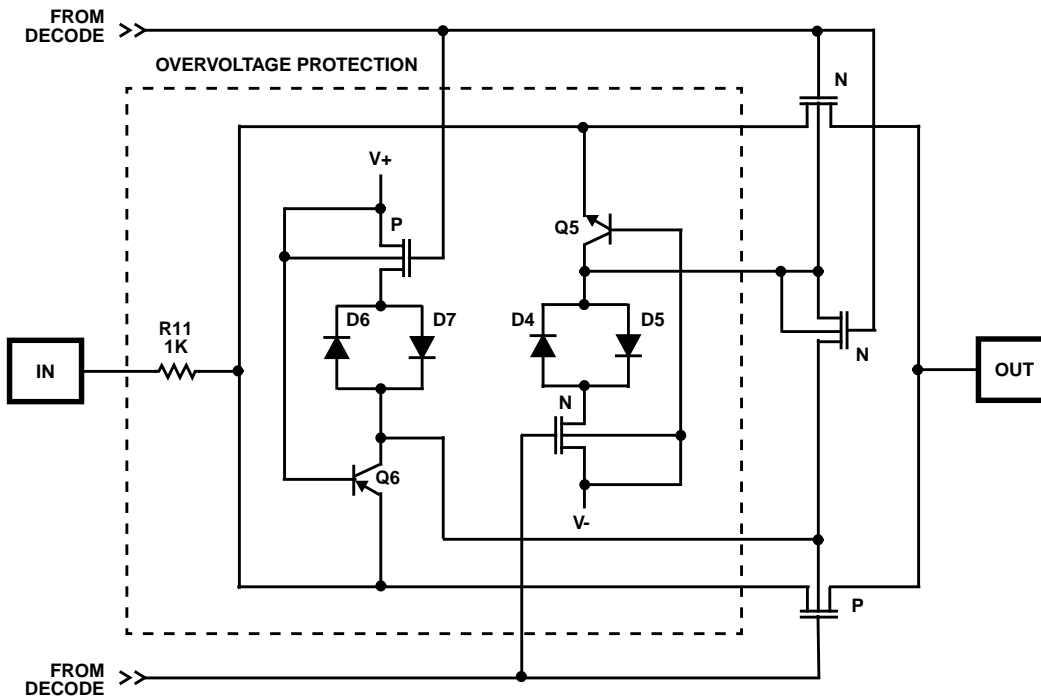 FROM
DECODE
OVERVOLTAGE PROTECTION
N
V+
P
Q5
D6
D7
D4
D5
R11
1K
N
IN
OUT
N
Q6
V-
P
FROM
DECODE